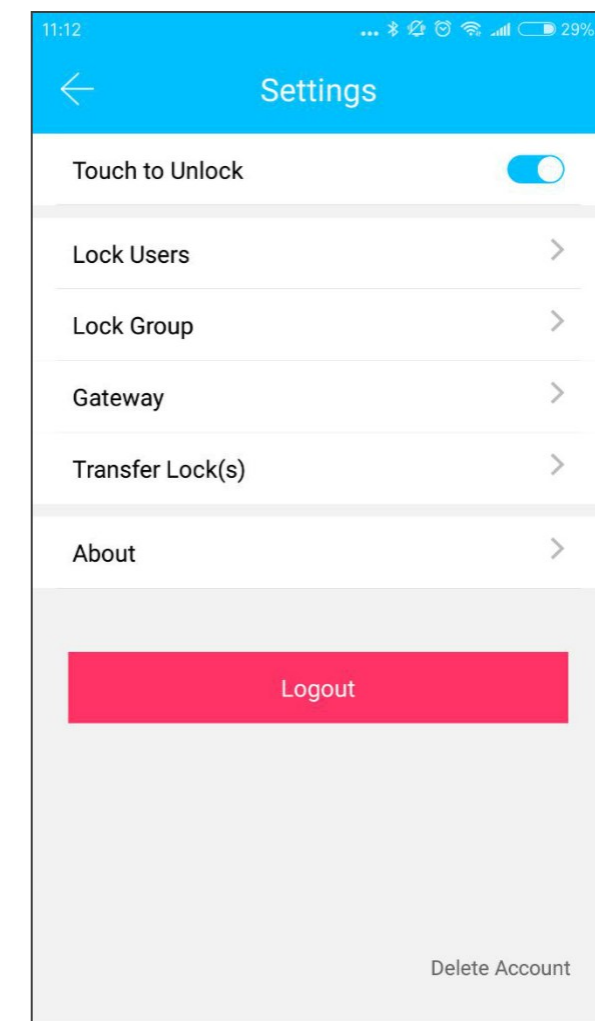 11:12
... 29%
Settings
Touch to Unlock
Lock Users
Lock Group
Gateway
Transfer Lock(s)
About
Logout
Delete Account